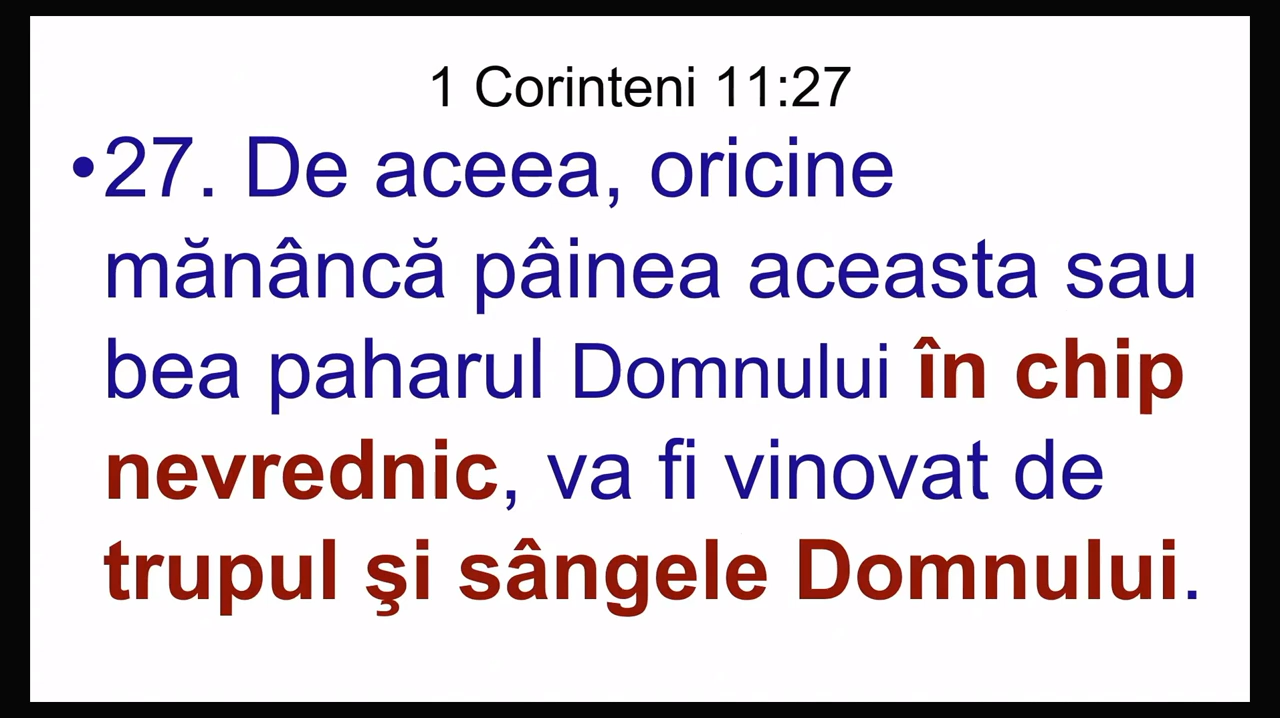 1 Corinteni 11:27
•27. De aceea, oricine
mănâncă pâinea aceasta sau
bea paharul Domnului în chip
nevrednic, va fi vinovat de
trupul şi sângele Domnului.